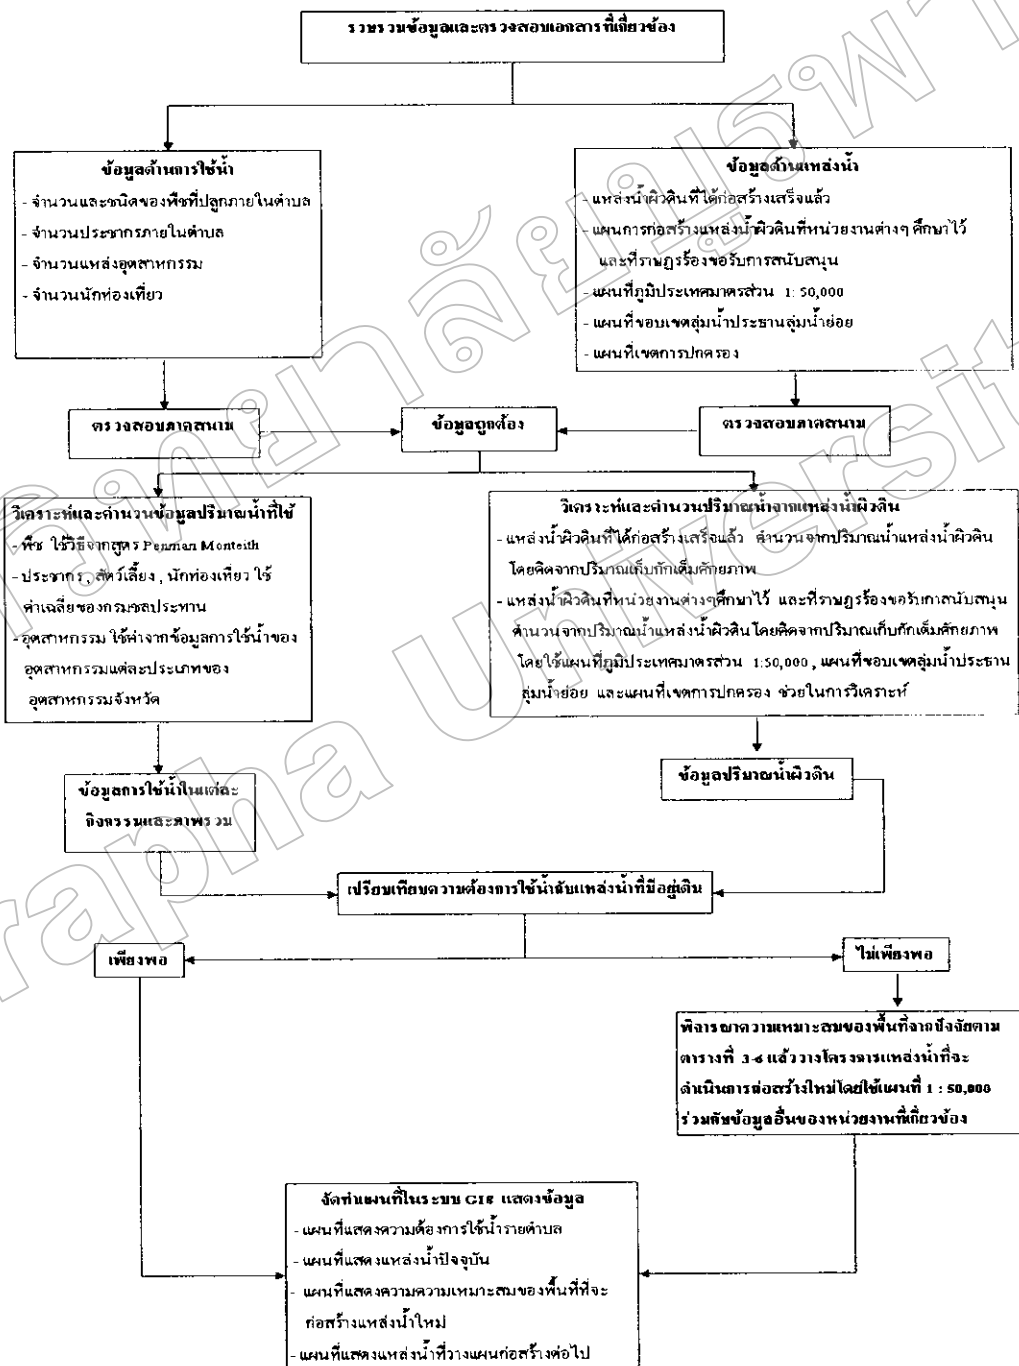 รวบรวมข้อมูลและตรวจสอบเอกสารที่เกี่ยวข้อง
ข้อมูลด้านการใช้น้ำ
- จำนวนและชนิดของพืชที่ปลูกภายในตำบล
- จำนวนประชากรภายในตำบล
- จำนวนแหล่งอุตสาหกรรม
- จำนวนนักท่องเที่ยว
ข้อมูลด้านแหล่งน้ำ
- แหล่งน้ำผิวดินที่ได้ก่อสร้างเสร็จแล้ว
- แผนการก่อสร้างแหล่งน้ำผิวดินที่หน่วยงานต่างๆ ศึกษาไว้
และที่ราษฎรร้องขอรับการสนับสนุน
- แผนที่ภูมิประเทศมาตรส่วน 1: 50,000
- แผนที่ขอบเขตลุ่มน้ำประธานลุ่มน้ำย่อย
- แผนที่เขตการปกครอง
ตรวจสอบภาคสนาม
ข้อมูลถูกต้อง
ตรวจสอบภาคสนาม
วิเคราะห์และคำนวนข้อมูลปริมาณน้ำที่ใช้
- พืช ใช้วิธีจากสูตร Penman Monteith
- ประชากร , สัตว์เลี้ยง , นักท่องเที่ยว ใช้
ค่าเฉลี่ยของกรมชลประทาน
- อุตสาหกรรม ใช้ค่าจากข้อมูลการใช้น้ำของ
อุตสาหกรรมแต่ละประเภทของ
อุตสาหกรรมจังหวัด
วิเคราะห์และคำนวนปริมาณน้ำจากแหล่งน้ำผิวดิน
- แหล่งน้ำผิวดินที่ได้ก่อสร้างเสร็จแล้ว คำนวนจากปริมาณน้ำแหล่งน้ำผิวดิน
โดยคิดจากปริมาณเก็บกักเต็มศักยภาพ
- แหล่งน้ำผิวดินที่หน่วยงานต่างๆศึกษาไว้ และที่ราษฎรร้องขอรับกาสนับสนุน
คำนวนจากปริมาณน้ำแหล่งน้ำผิวดินโดยคิดจากปริมาณเก็บกักเต็มศักยภาพ
โดยใช้แผนที่ภูมิประเทศมาตรส่วน 1:50,000 , แผนที่ขอบเขตลุ่มน้ำประธาน
ลุ่มน้ำย่อย และแผนที่เขตการปกครอง ช่วยในการวิเคราะห์
ข้อมูลการใช้น้ำในแต่ละ
กิจกรรมและภาพรวม
ข้อมูลปริมาณน้ำผิวดิน
เปรียบเทียบความต้องการใช้น้ำกับแหล่งน้ำที่มีอยู่เดิน
เพียงพอ
ไม่เพียงพอ
พิจารณาความเหมาะสมของพื้นที่จากปัจจัยตาม
ตารางที่ 3-6 แล้ววางโครงการแหล่งน้ำที่จะ
ดำเนินการก่อสร้างใหม่โดยใช้แผนที่ 1 : 50,000
ร่วมกับข้อมูลอื่นของหน่วยงานที่เกี่ยวข้อง
จัดทำแผนที่ในระบบ GIS แสดงข้อมูล
- แผนที่แสดงความต้องการใช้น้ำรายตำบล
- แผนที่แสดงแหล่งน้ำปัจจุบัน
- แผนที่แสดงความความเหมาะสมของพื้นที่ที่จะ
ก่อสร้างแหล่งน้ำใหม่
- แผนที่แสดงแหล่งน้ำที่วางแผนก่อสร้างต่อไป